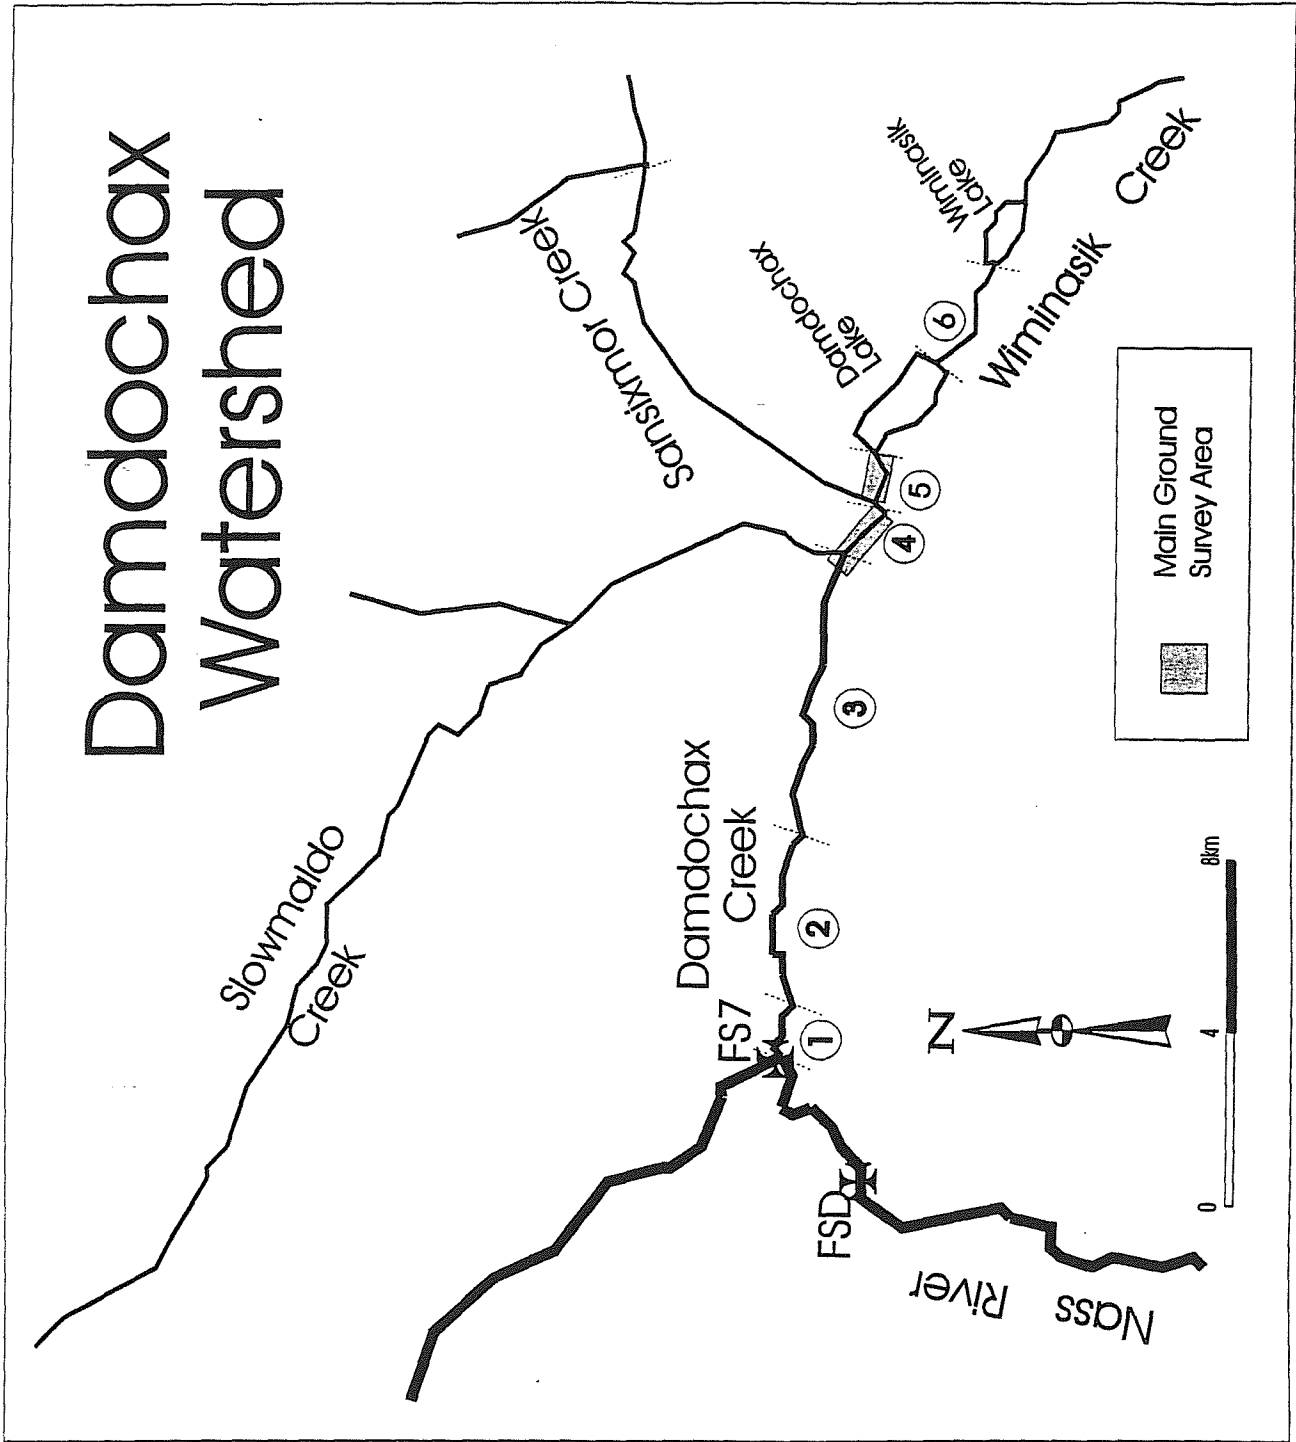 Damdochax
Watershed
Slowmaldo
Creek
Sansixmor Creek
Damdochax
Lake
Wiminasik
Lake
Wiminasik
Creek
Damdochax
Creek
FS7
FSD
Nass
River
1
2
3
4
5
6
N
0
4
8km
Main Ground
Survey Area